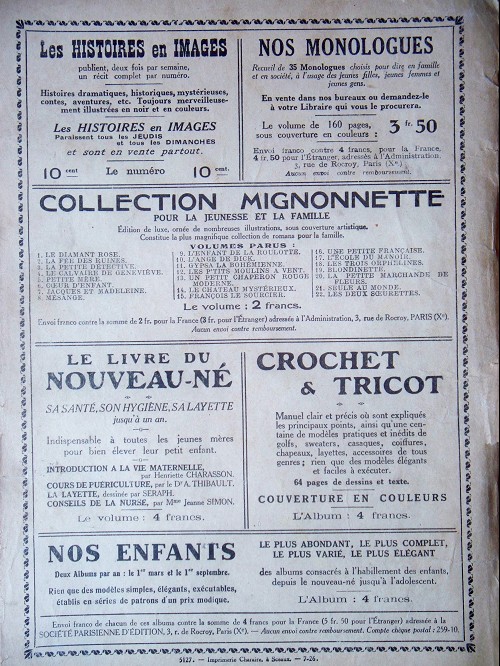 Les HISTOIRES en IMAGES
publient, deux fois par semaine,
un récit complet par numéro.
Histoires dramatiques, historiques, mystérieuses,
contes, aventures, etc. Toujours merveilleuse-
ment illustrées en noir et en couleurs.
Les HISTOIRES en IMAGES
Paraissent tous les JEUDIS
et tous les DIMANCHES
et sont en vente partout.
10 cent Le numéro 10 cent.
NOS MONOLOGUES
Recueil de 35 Monologues choisis pour dire en famille
et en société, à l'usage des jeunes filles, jeunes femmes et
jeunes gens.
En vente dans nos bureaux ou demandez-le
à votre Libraire qui vous le procurera.
Le volume de 160 pages,
sous couverture en couleurs :
3 fr. 50
Envoi franco contre 4 francs, pour la France,
4 fr. 50 pour l'Étranger, adressés à l'Administration,
3, rue de Rocroy, Paris (Xe).
Aucun envoi contre remboursement.
COLLECTION MIGNONNETTE
POUR LA JEUNESSE ET LA FAMILLE
Édition de luxe, ornée de nombreuses illustrations, sous couverture artistique.
Constitue la plus magnifique collection de romans pour la famille.
VOLUMES PARUS :
1. LE DIAMANT ROSE.
2. LA FÉE DES RUINES.
3. LA PETITE DÉTECTIVE.
4. LE CALVAIRE DE GENEVIÈVE.
5. PETITE MÈRE.
6. CŒUR D'ENFANT.
7. JACQUES ET MADELEINE.
8. MÉSANGE.
9. L'ENFANT DE LA ROULOTTE.
10. L'ANGE DE DICK.
11. GYPSA LA BOHÉMIENNE.
12. LES P'TITS MOULINS A VENT.
13. UN PETIT CHAPERON ROUGE
MODERNE.
14. LE CHATEAU MYSTÉRIEUX.
15. FRANÇOIS LE SOURCIER.
16. UNE PETITE FRANÇAISE.
17. L'ÉCOLE DU MANOIR.
18. LES TROIS ORPHELINES.
19. BLONDINETTE.
20. LA PETITE MARCHANDE DE
FLEURS.
21. SEULE AU MONDE.
22. LES DEUX SŒURETTES.
Le volume : 2 francs.
Envoi franco contre la somme de 2 fr. pour la France (3 fr. pour l'Étranger) adressés à l'Administration, 3, rue de Rocroy, PARIS (Xe).
Aucun envoi contre remboursement.
LE LIVRE DU
NOUVEAU-NÉ
SA SANTÉ, SON HYGIÈNE, SA LAYETTE
jusqu'à un an.
Indispensable à toutes les jeunes mères
pour bien élever leur petit enfant.
INTRODUCTION A LA VIE MATERNELLE,
par Henriette CHARASSON.
COURS DE PUÉRICULTURE, par le Dr A. THIBAULT.
LA LAYETTE, dessinée par SERAPH.
CONSEILS DE LA NURSE, par Mme Jeanne SIMON.
Le volume : 4 francs.
CROCHET
& TRICOT
Manuel clair et précis où sont expliqués
les principaux points, ainsi qu'une cen-
taine de modèles pratiques et inédits de
golfs, sweaters, casaques, coiffures,
chapeaux, layettes, accessoires de tous
genres ; rien que des modèles élégants
et faciles à exécuter.
64 pages de dessins et texte.
COUVERTURE EN COULEURS
L'Album : 4 francs.
NOS ENFANTS
Deux Albums par an : le 1er mars et le 1er septembre.
Rien que des modèles simples, élégants, exécutables,
établis en séries de patrons d'un prix modique.
LE PLUS ABONDANT, LE PLUS COMPLET,
LE PLUS VARIÉ, LE PLUS ÉLÉGANT
des albums consacrés à l'habillement des enfants,
depuis le nouveau-né jusqu'à l'adolescent.
L'Album : 4 francs.
Envoi franco de chacun de ces albums contre la somme de 4 francs pour la France (5 fr. 50 pour l'Étranger) adressée à la
SOCIÉTÉ PARISIENNE D'ÉDITION, 3, r. de Rocroy, Paris (Xe). — Aucun envoi contre remboursement. Compte chèque postal : 259-10.
5127. — Imprimerie Charaire, à Sceaux. — 7-26.